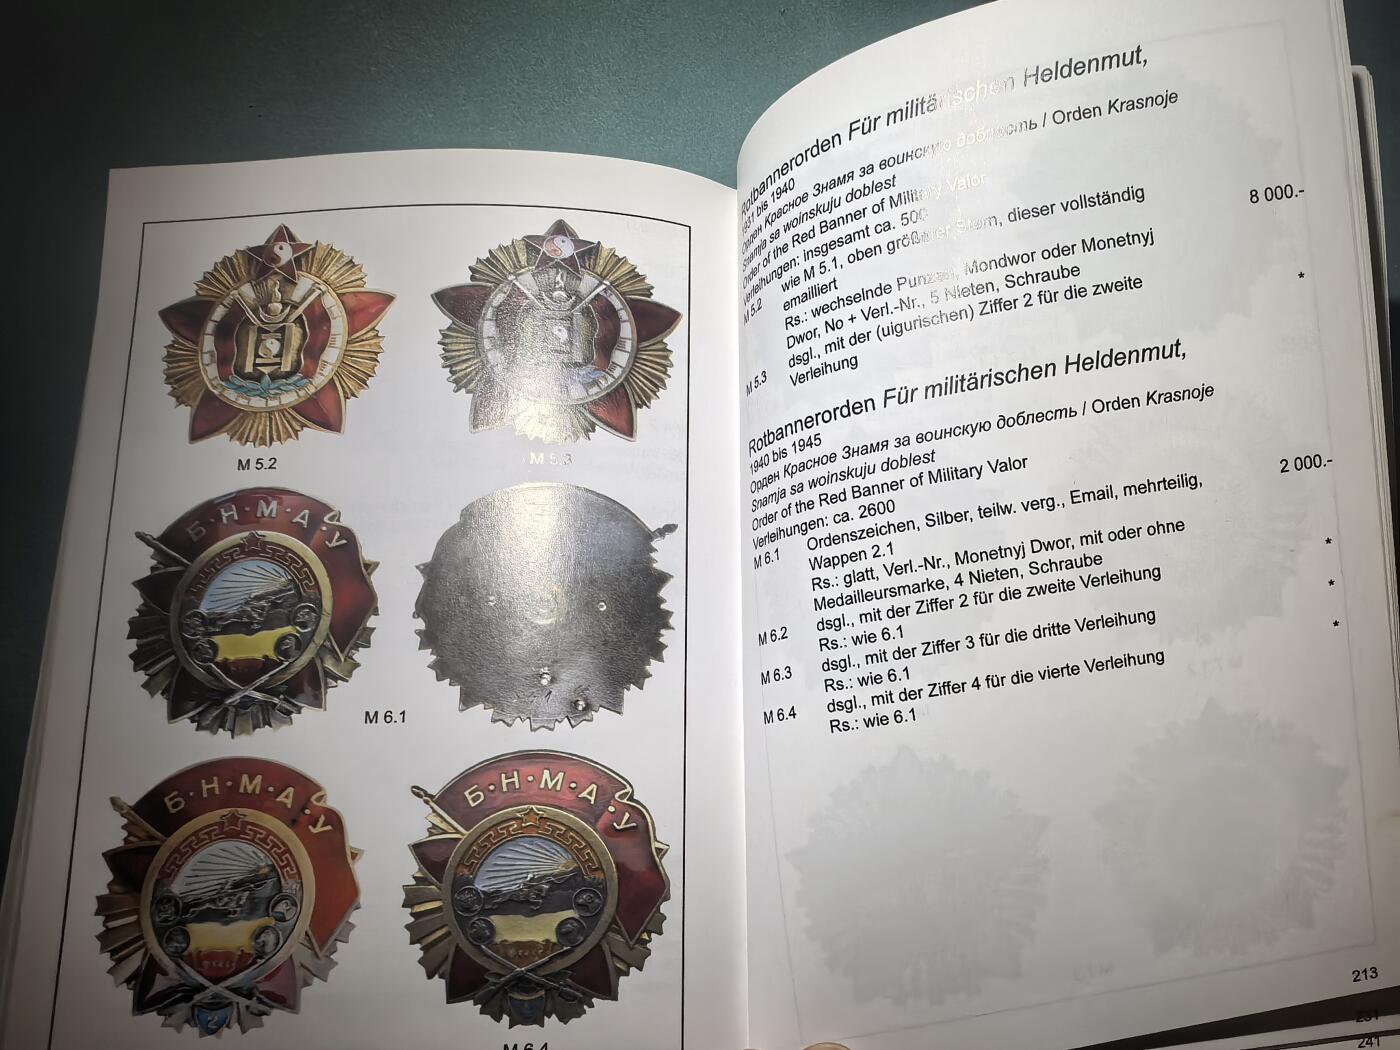 M 5.2
M 5.3
Б·Н·М·А·У
M 6.1
Б·Н·М·А·У
2
Б·Н·М·А·У
M 6.4
Rotbannerorden Für militärischen Heldenmut,
1931 bis 1940
Орден Красное Знамя за воинскую доблесть / Orden Krasnoje
Snamja sa woinskuju doblest
Order of the Red Banner of Military Valor
Verleihungen: insgesamt ca. 500
M 5.2 wie M 5.1, oben größerer Stern, dieser vollständig 8 000.-
emailliert
Rs.: wechselnde Punzen, Mondwor oder Monetnyj
Dwor, No + Verl.-Nr., 5 Nieten, Schraube
M 5.3 dsgl., mit der (uigurischen) Ziffer 2 für die zweite *
Verleihung
Rotbannerorden Für militärischen Heldenmut,
1940 bis 1945
Орден Красное Знамя за воинскую доблесть / Orden Krasnoje
Snamja sa woinskuju doblest
Order of the Red Banner of Military Valor
Verleihungen: ca. 2600
M 6.1 Ordenszeichen, Silber, teilw. verg., Email, mehrteilig, 2 000.-
Wappen 2.1
Rs.: glatt, Verl.-Nr., Monetnyj Dwor, mit oder ohne
Medailleursmarke, 4 Nieten, Schraube
M 6.2 dsgl., mit der Ziffer 2 für die zweite Verleihung *
Rs.: wie 6.1
M 6.3 dsgl., mit der Ziffer 3 für die dritte Verleihung *
Rs.: wie 6.1
M 6.4 dsgl., mit der Ziffer 4 für die vierte Verleihung *
Rs.: wie 6.1
213
231
241